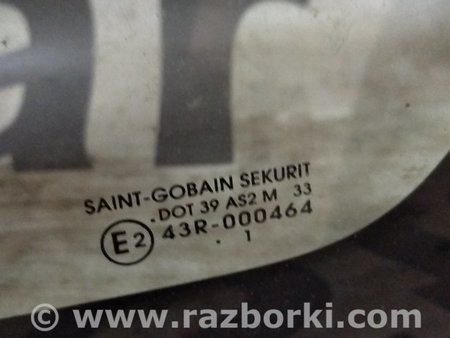 SAINT-GOBAIN SEKURIT
.DOT 39 AS2 M 33
E2 43R-000464
. 1
© www.razborki.com